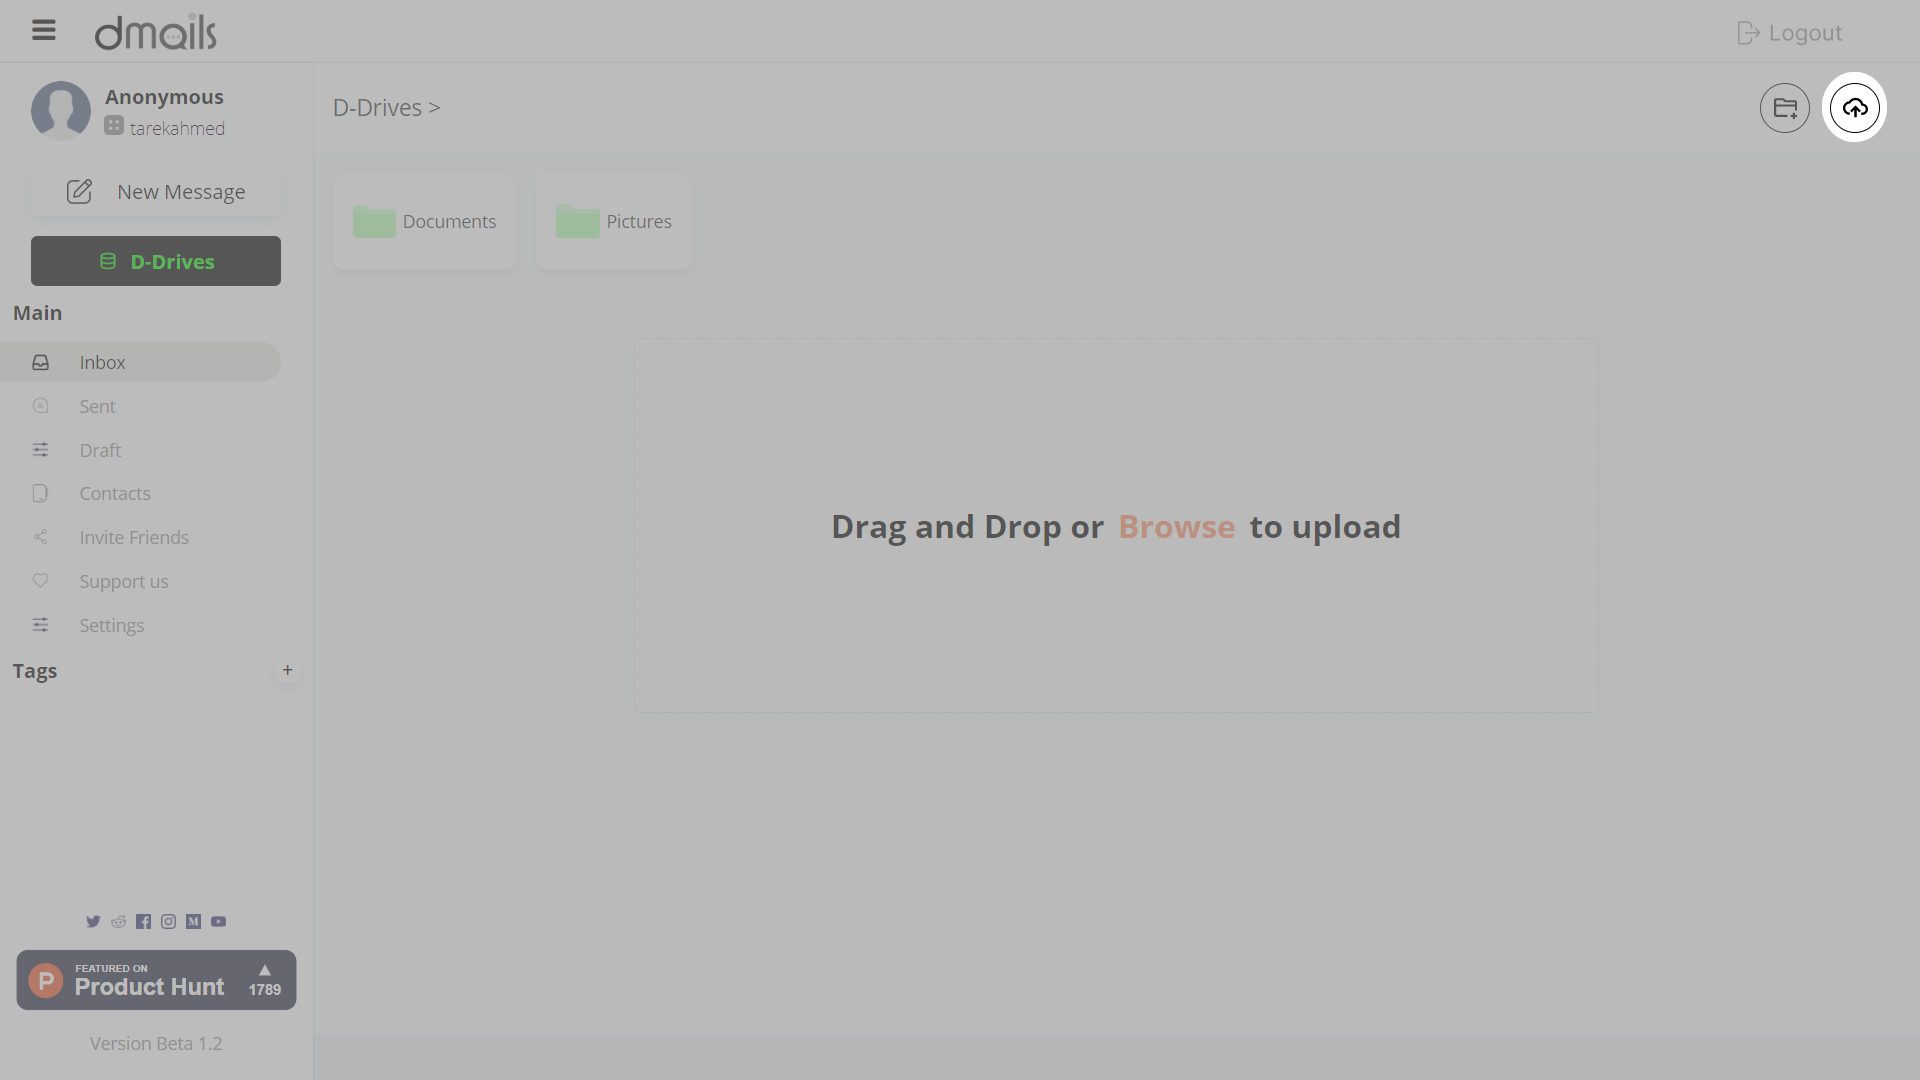 dmails
Logout
Anonymous
tarekahmed
D-Drives >
New Message
Documents
Pictures
D-Drives
Main
Inbox
Sent
Draft
Contacts
Invite Friends
Support us
Settings
Drag and Drop or Browse to upload
Tags
+
M
P
FEATURED ON
Product Hunt
1789
Version Beta 1.2